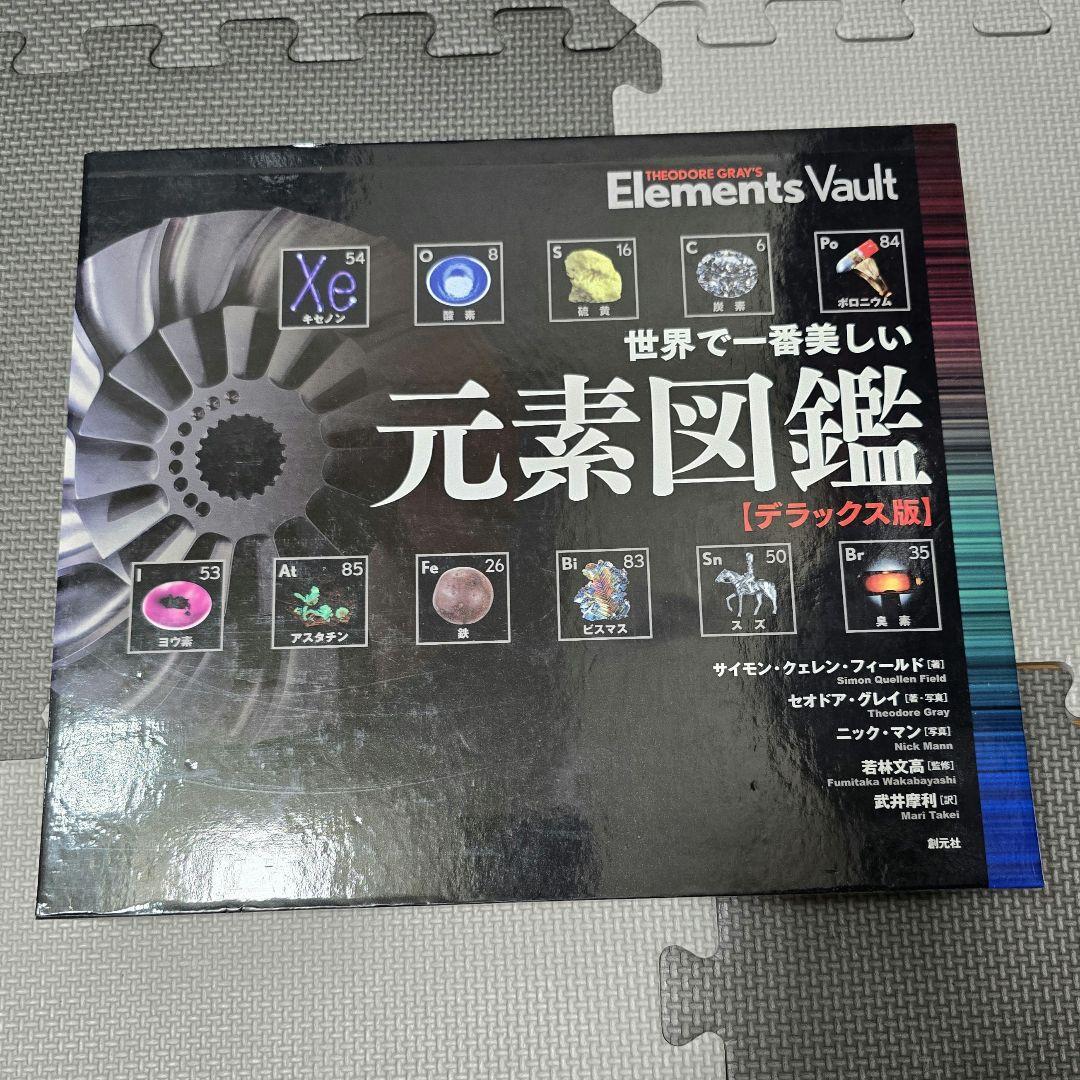 THEODORE GRAY'S
Elements Vault
Xe 54
キセノン
O 8
酸素
S 16
硫黄
C 6
炭素
Po 84
ポロニウム
世界で一番美しい
元素図鑑
【デラックス版】
I 53
ヨウ素
At 85
アスタチン
Fe 26
鉄
Bi 83
ビスマス
Sn 50
スズ
Br 35
臭素
サイモン・クェレン・フィールド[著]
Simon Quellen Field
セオドア・グレイ[著・写真]
Theodore Gray
ニック・マン[写真]
Nick Mann
若林文高[監修]
Fumitaka Wakabayashi
武井摩利[訳]
Mari Takei
創元社